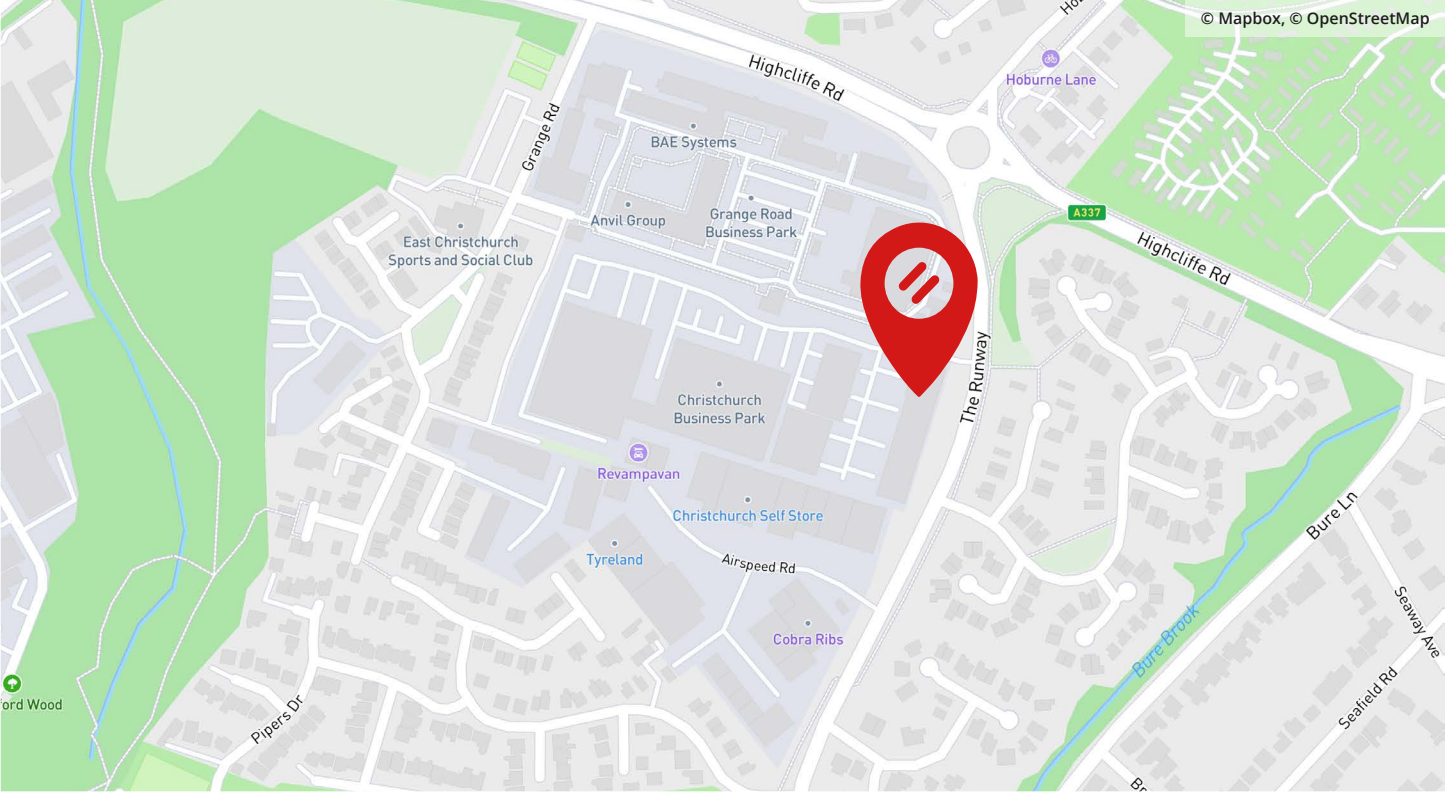 © Mapbox, © OpenStreetMap
Highcliffe Rd
Hoburne Lane
Grange Rd
BAE Systems
Anvil Group
Grange Road
Business Park
A337
East Christchurch
Sports and Social Club
Highcliffe Rd
The Runway
Christchurch
Business Park
Revampavan
Christchurch Self Store
Bure Ln
Tyreland
Airspeed Rd
Seaway Ave
Cobra Ribs
Bure Brook
Seafield Rd
ord Wood
Pipers Dr